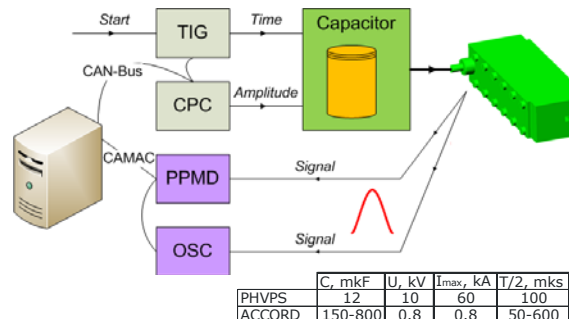 Start
TIG
Time
Capacitor
CAN-Bus
CPC
Amplitude
CAMAC
PPMD
Signal
OSC
Signal
C, mkF U, kV Imax, kA T/2, mks
PHVPS 12 10 60 100
ACCORD 150-800 0.8 0.8 50-600